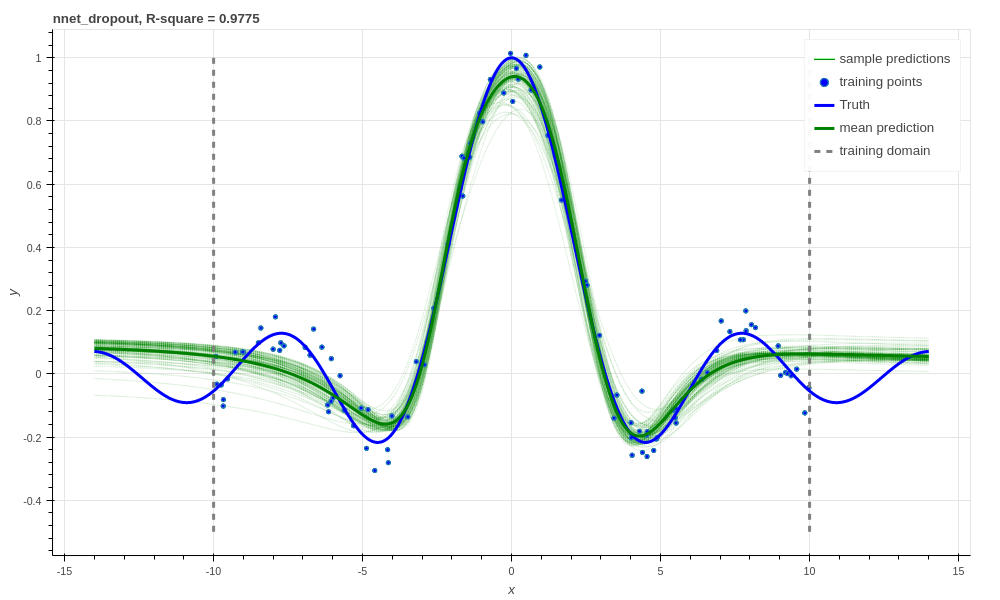 nnet_dropout, R-square = 0.9775
sample predictions
training points
Truth
mean prediction
training domain
1
0.8
0.6
0.4
0.2
0
-0.2
-0.4
y
-15
-10
-5
0
5
10
15
x